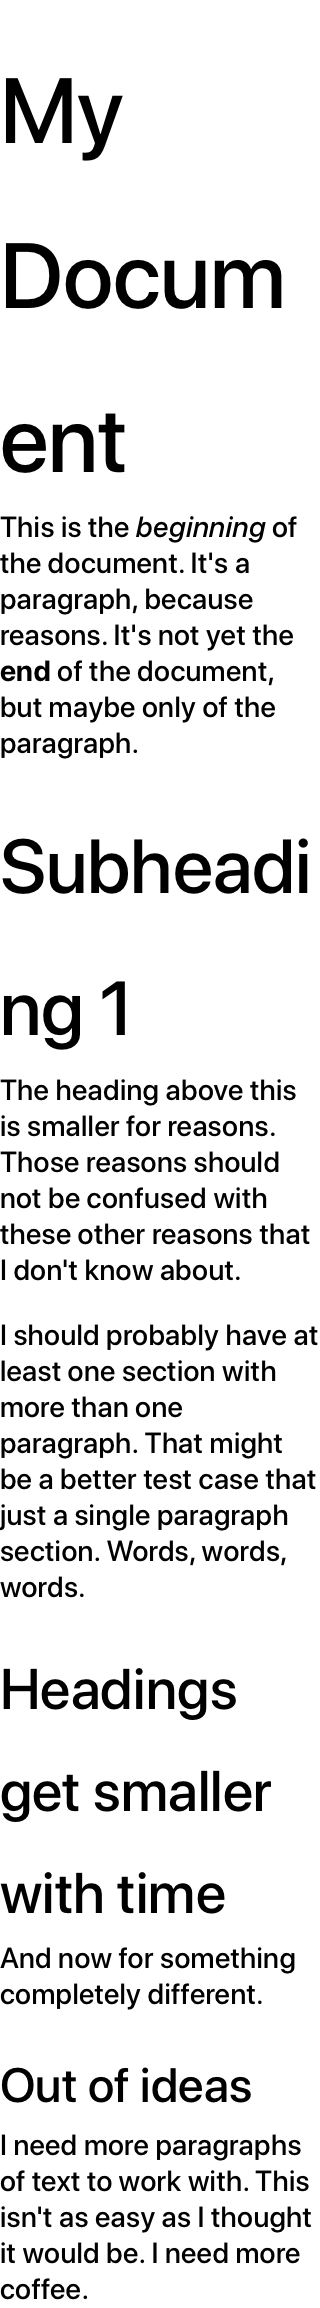 My
Docum
ent
This is the beginning of
the document. It's a
paragraph, because
reasons. It's not yet the
end of the document,
but maybe only of the
paragraph.
Subheadi
ng 1
The heading above this
is smaller for reasons.
Those reasons should
not be confused with
these other reasons that
I don't know about.
I should probably have at
least one section with
more than one
paragraph. That might
be a better test case that
just a single paragraph
section. Words, words,
words.
Headings
get smaller
with time
And now for something
completely different.
Out of ideas
I need more paragraphs
of text to work with. This
isn't as easy as I thought
it would be. I need more
coffee.